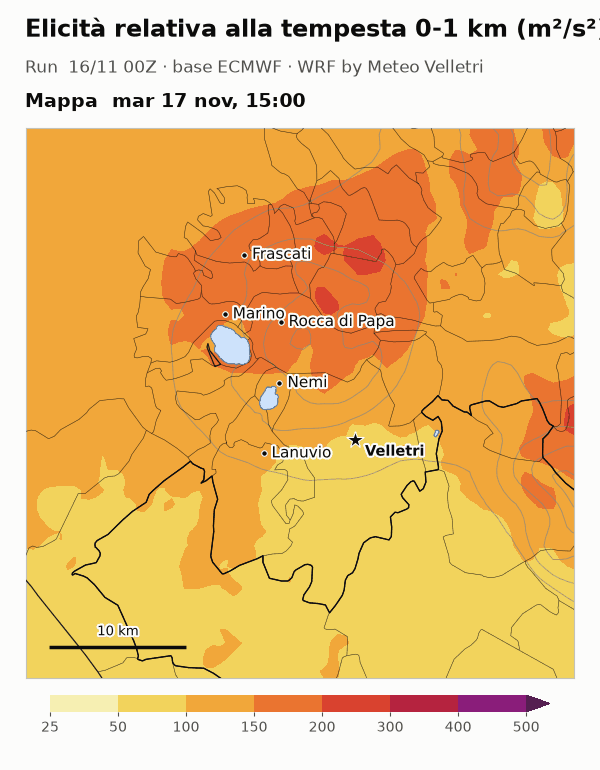 Elicità relativa alla tempesta 0-1 km (m²/s²)
Run  16/11 00Z · base ECMWF · WRF by Meteo Velletri
Mappa  mar 17 nov, 15:00
Frascati
Marino
Rocca di Papa
Nemi
Lanuvio
Velletri
10 km
25 50 100 150 200 300 400 500